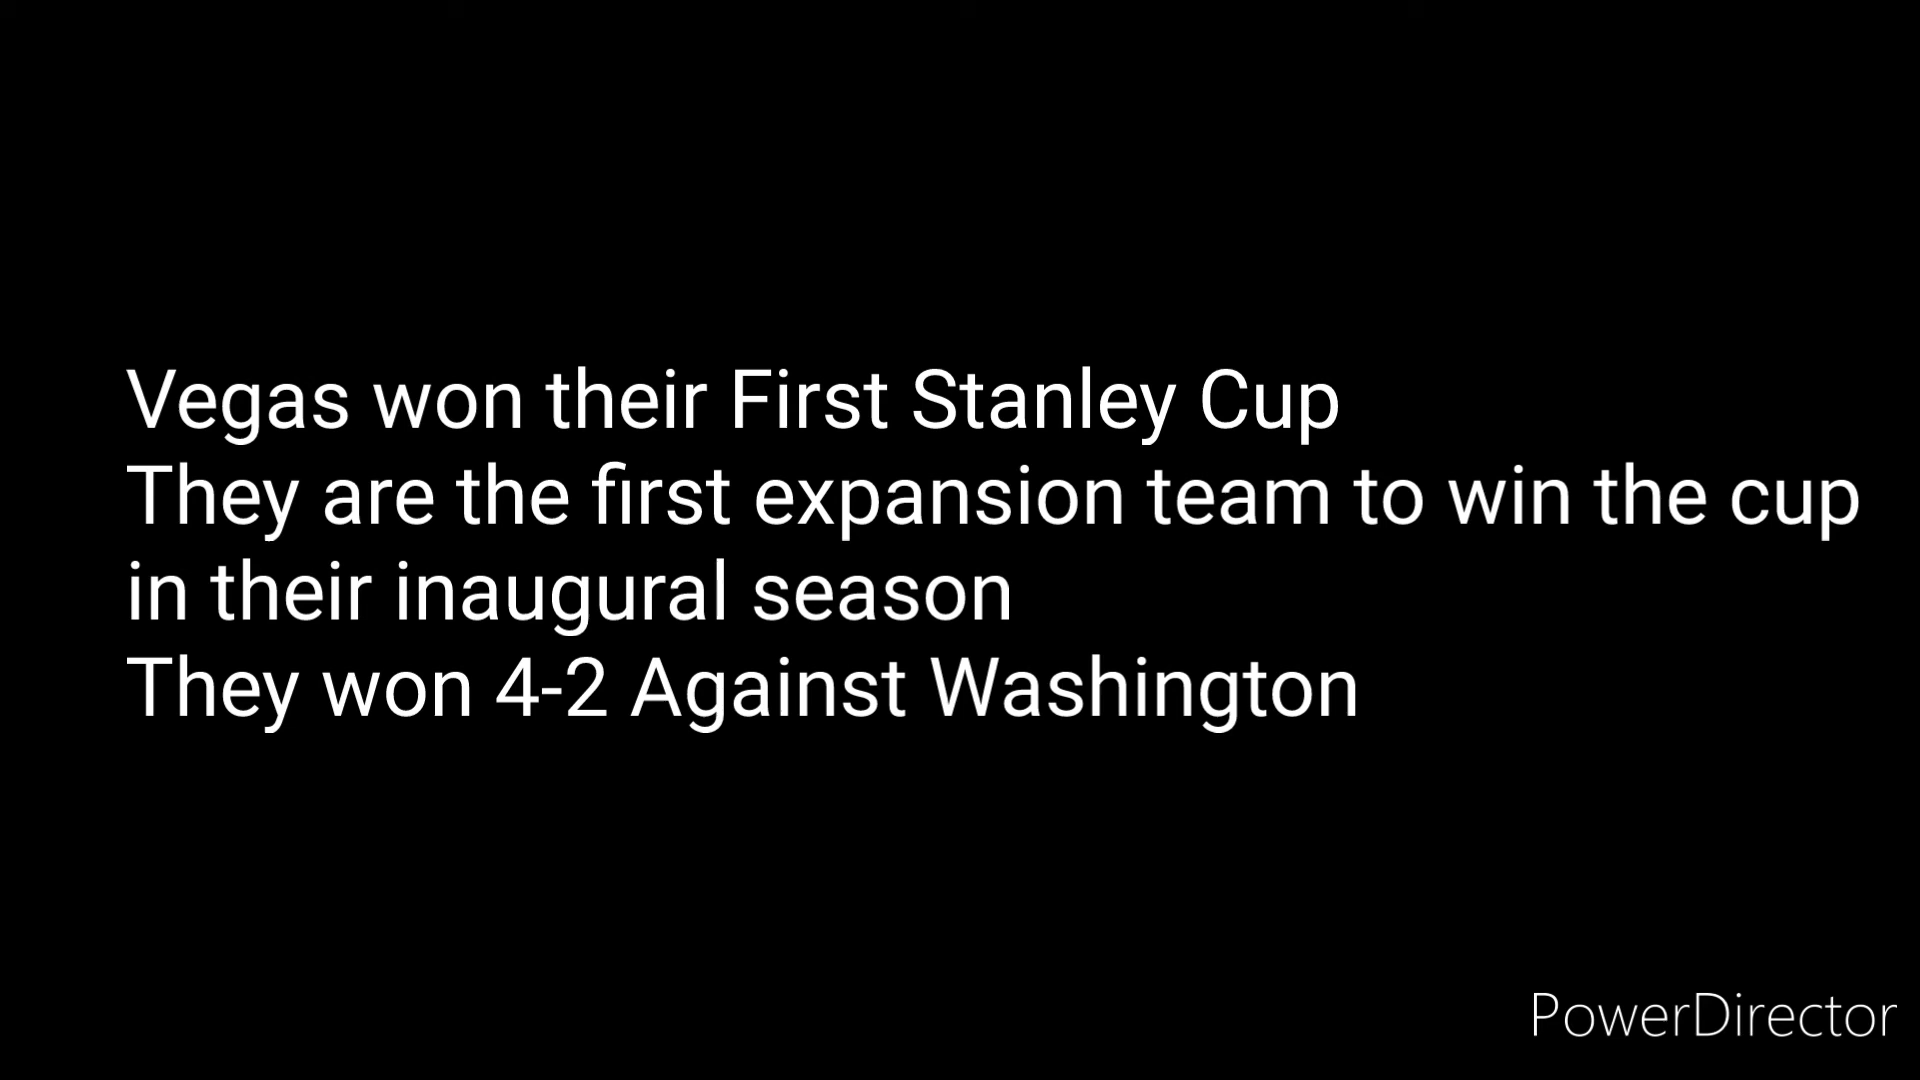 Vegas won their First Stanley Cup
They are the first expansion team to win the cup
in their inaugural season
They won 4-2 Against Washington
PowerDirector